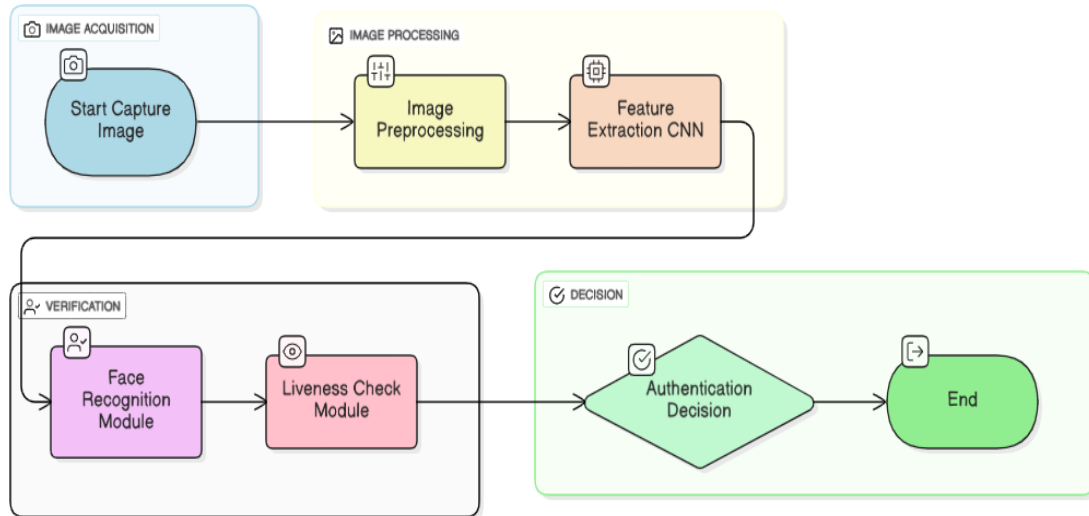 IMAGE ACQUISITION
Start Capture
Image
IMAGE PROCESSING
Image
Preprocessing
Feature
Extraction CNN
VERIFICATION
Face
Recognition
Module
Liveness Check
Module
DECISION
Authentication
Decision
End